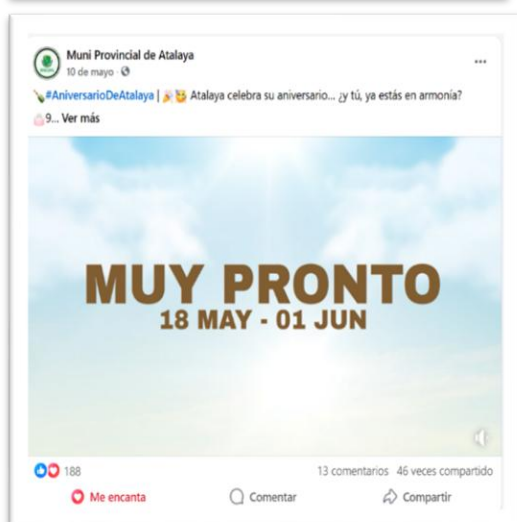 Muni Provincial de Atalaya
10 de mayo ·
#AniversarioDeAtalaya | Atalaya celebra su aniversario... ¿y tú, ya estás en armonía?
9... Ver más
MUY PRONTO
18 MAY - 01 JUN
188
13 comentarios 46 veces compartido
Me encanta Comentar Compartir